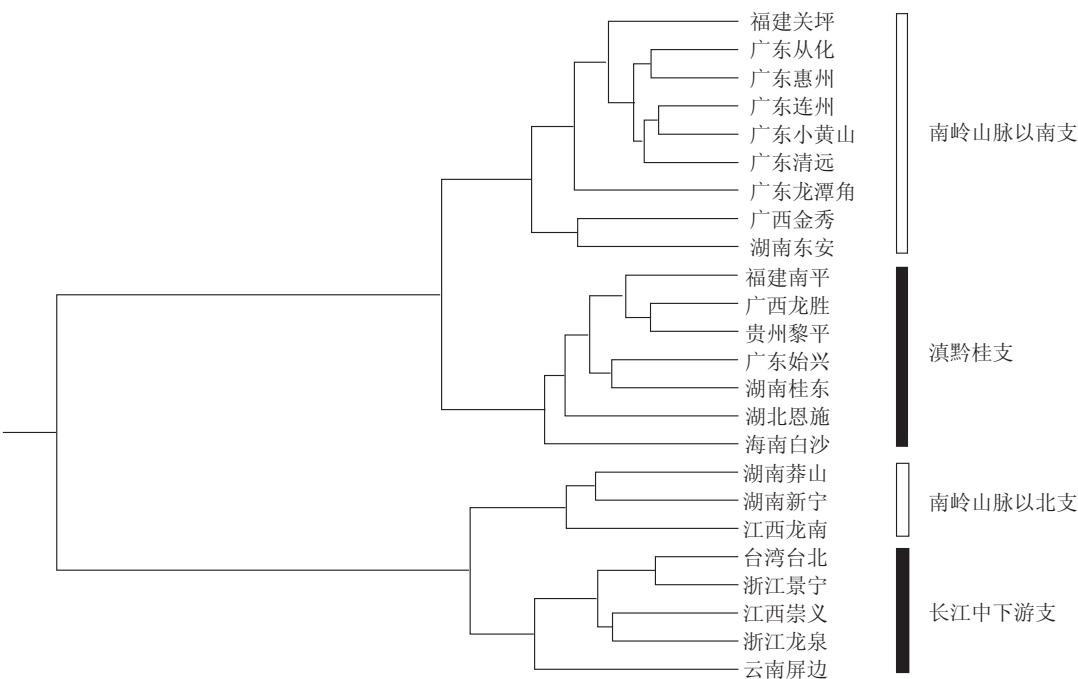 福建关坪
广东从化
广东惠州
广东连州
广东小黄山
广东清远
广东龙潭角
广西金秀
湖南东安
南岭山脉以南支
福建南平
广西龙胜
贵州黎平
广东始兴
湖南桂东
湖北恩施
海南白沙
滇黔桂支
湖南莽山
湖南新宁
江西龙南
南岭山脉以北支
台湾台北
浙江景宁
江西崇义
浙江龙泉
云南屏边
长江中下游支